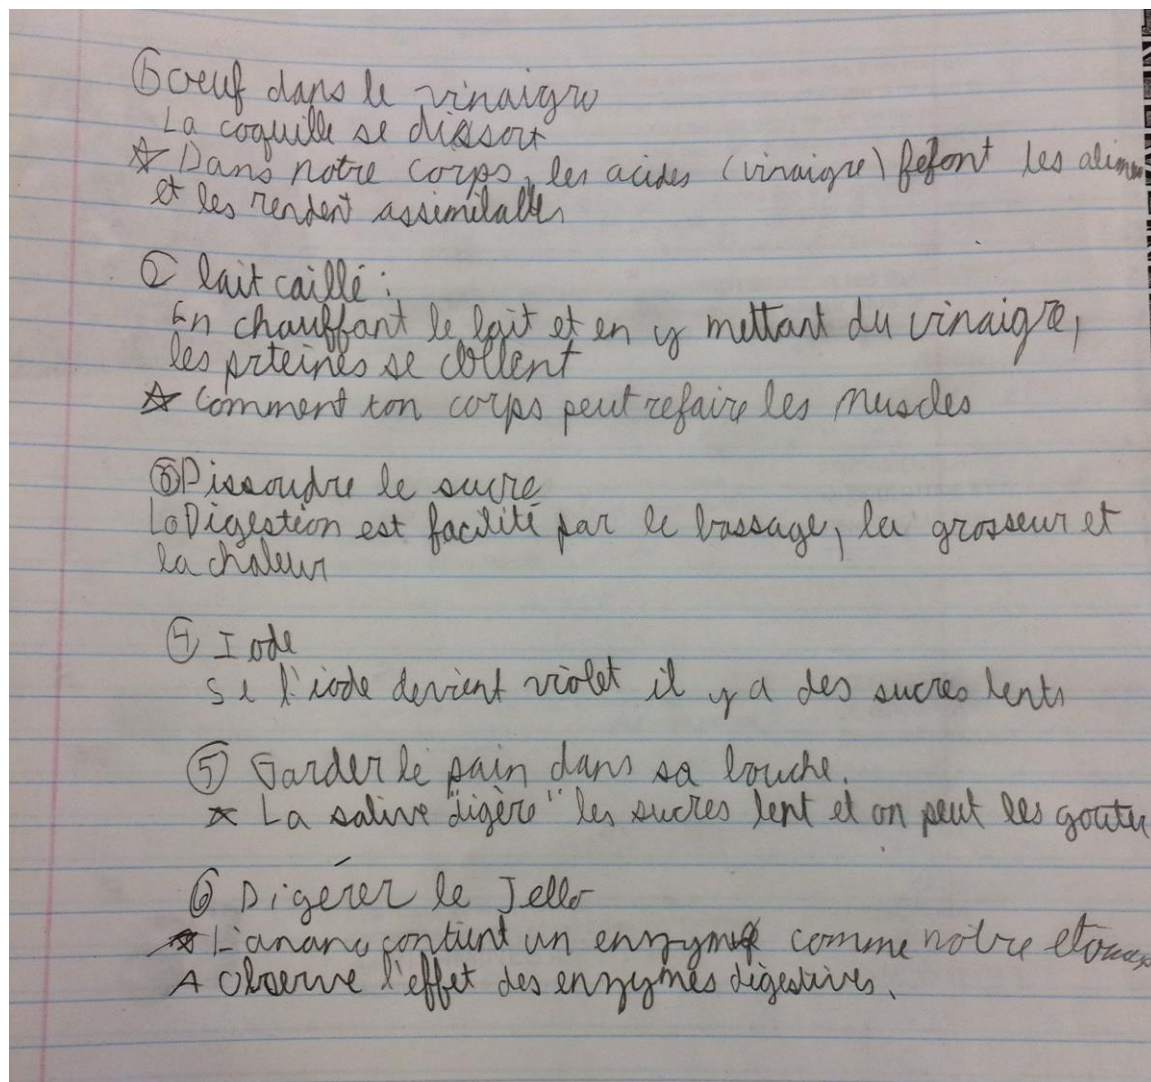 ① oeuf dans le vinaigre
La coquille se dissout
☆ Dans notre corps, les acides (vinaigre) font les alimen
et les rendent assimilables
② lait caillé :
En chauffant le lait et en y mettant du vinaigre,
les prteines se collent
☆ Comment ton corps peut refaire les muscles
③ Dissoudre le sucre
La Digestion est facilité par le brassage, la grosseur et
la chaleur
④ Iode
Si l'iode devient violet il y a des sucres lents
⑤ Garder le pain dans sa bouche.
☆ La salive "digère" les sucres lent et on peut les gouter
⑥ Digérer le Jello
☆ L'ananas contient un enzyme comme notre
A Observe l'effet des enzymes digestives.